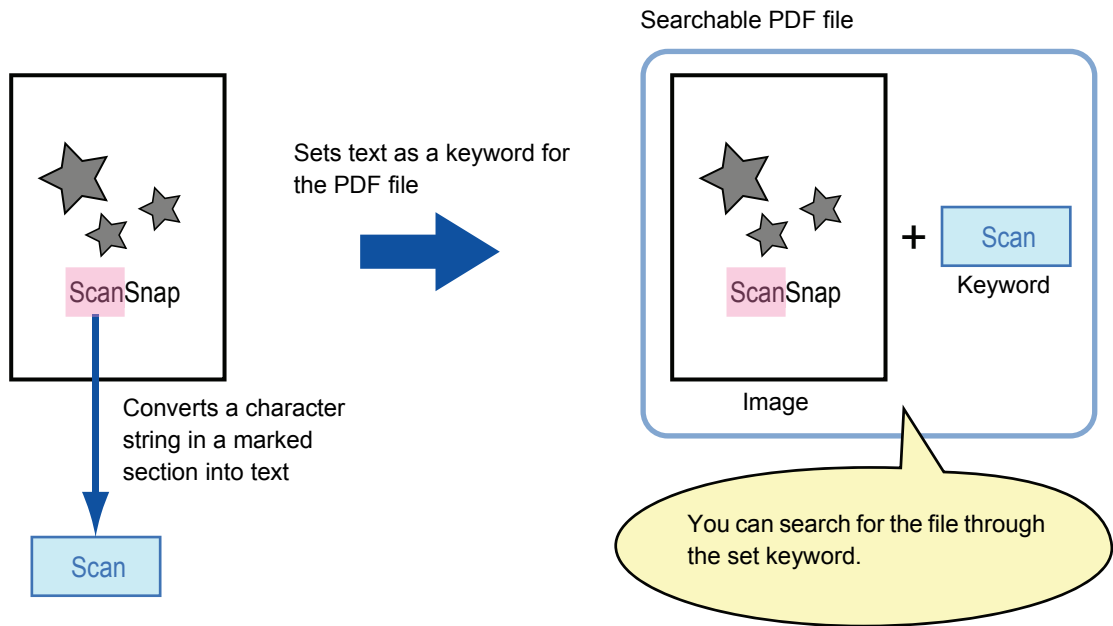 Searchable PDF file
Sets text as a keyword for
the PDF file
ScanSnap
Converts a character
string in a marked
section into text
Scan
ScanSnap
Image
+
Scan
Keyword
You can search for the file through
the set keyword.